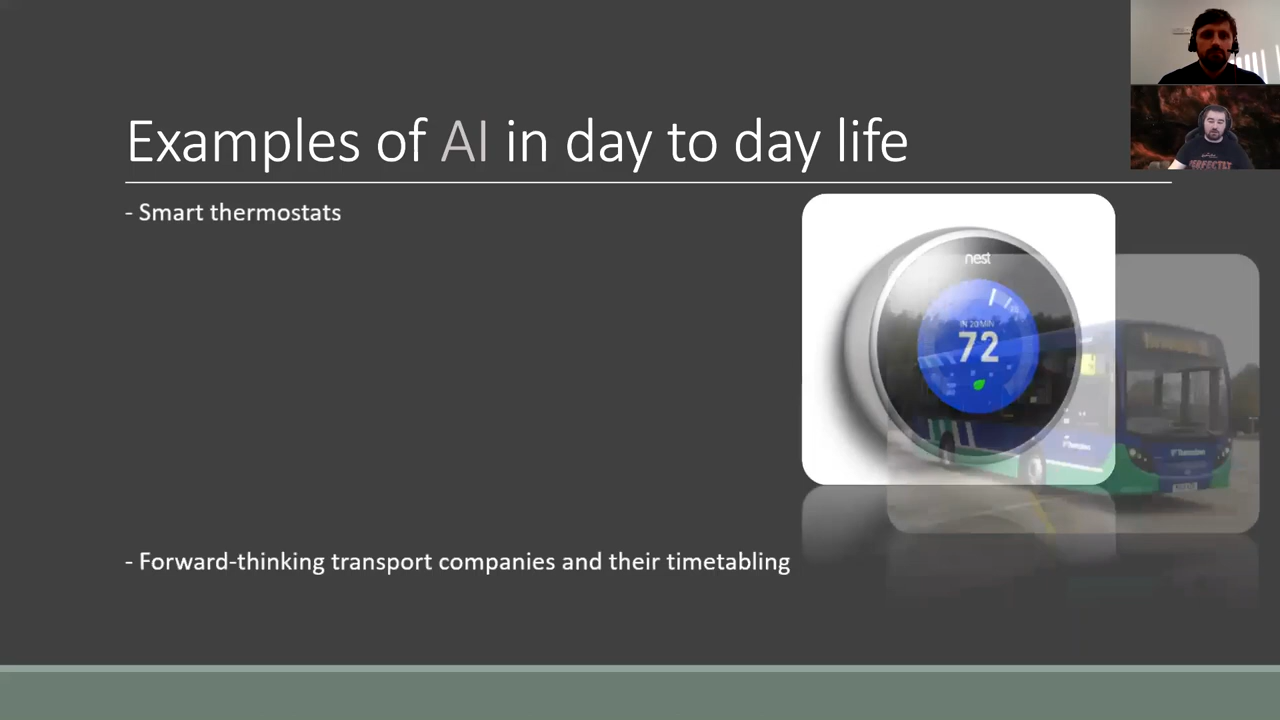 Examples of AI in day to day life
- Smart thermostats
nest
IN 20 MIN
72
- Forward-thinking transport companies and their timetabling